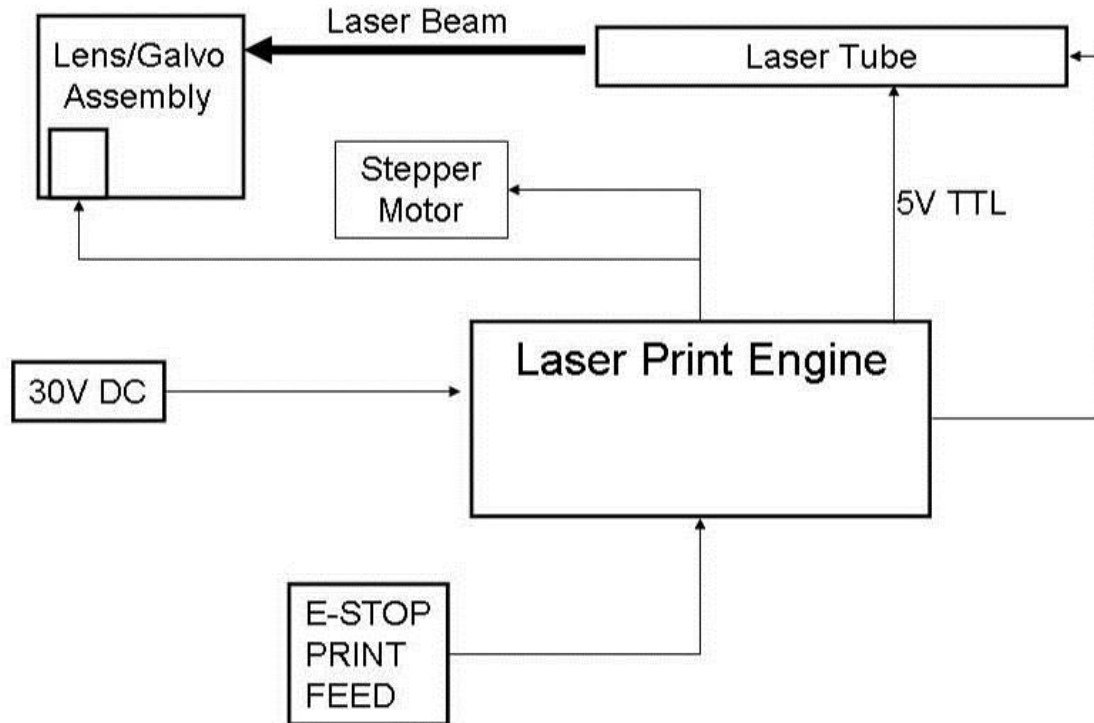 Laser Beam
Lens/Galvo
Assembly
Laser Tube
Stepper
Motor
5V TTL
Laser Print Engine
30V DC
E-STOP
PRINT
FEED